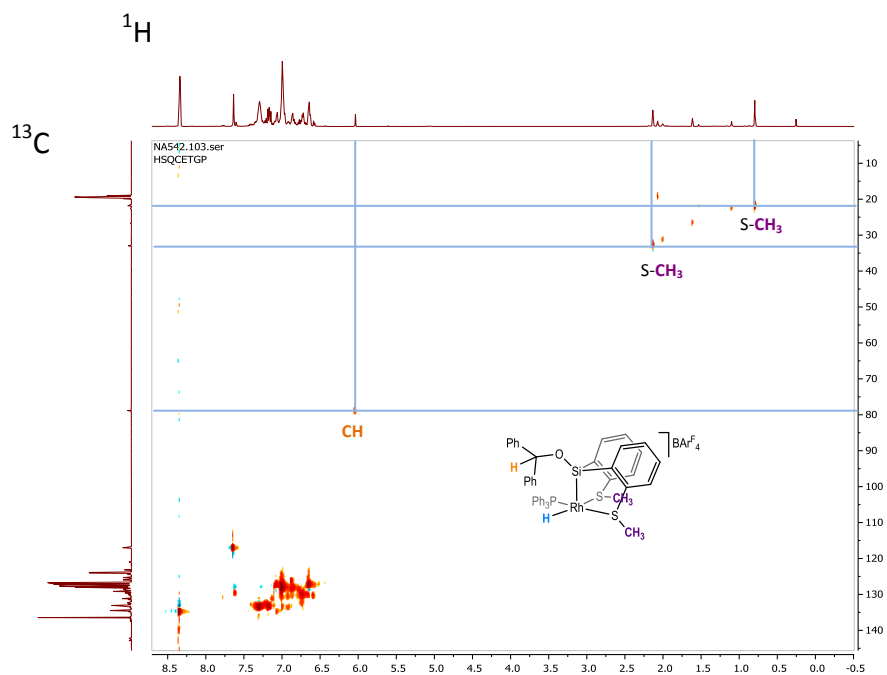 ¹H
¹³C
NA542.103.ser
HSQCETGP
10
20
30
40
50
60
70
80
90
100
110
120
130
140
S-CH₃
S-CH₃
CH
Ph
O
H
Ph
Si
BArF4
Ph₃P
S
CH₃
Rh
H
S
CH₃
8.5 8.0 7.5 7.0 6.5 6.0 5.5 5.0 4.5 4.0 3.5 3.0 2.5 2.0 1.5 1.0 0.5 0.0 -0.5